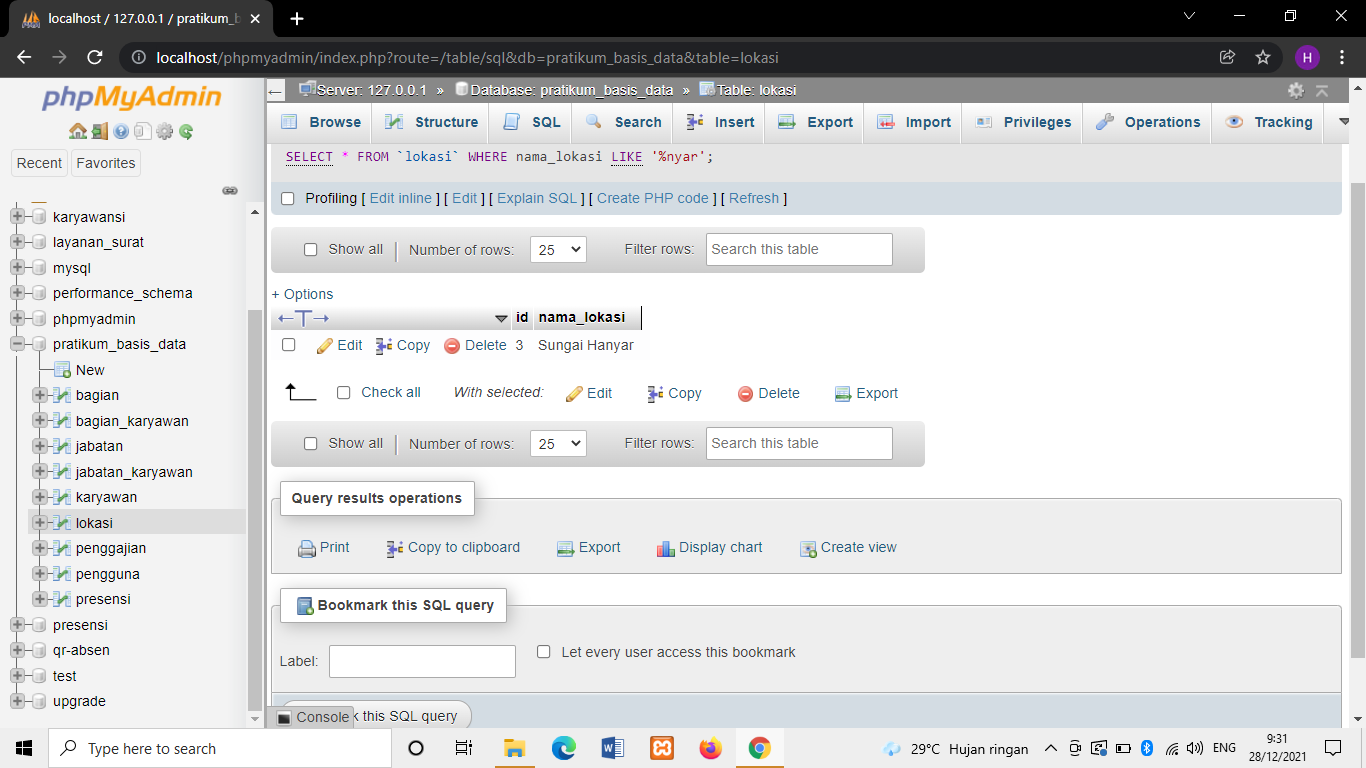 localhost / 127.0.0.1 / pratikum_b
localhost/phpmyadmin/index.php?route=/table/sql&db=pratikum_basis_data&table=lokasi
H
phpMyAdmin
Recent
Favorites
karyawansi
layanan_surat
mysql
performance_schema
phpmyadmin
pratikum_basis_data
New
bagian
bagian_karyawan
jabatan
jabatan_karyawan
karyawan
lokasi
penggajian
pengguna
presensi
presensi
qr-absen
test
upgrade
Server: 127.0.0.1 » Database: pratikum_basis_data » Table: lokasi
Browse Structure SQL Search Insert Export Import Privileges Operations Tracking
SELECT * FROM `lokasi` WHERE nama_lokasi LIKE '%nyar';
Profiling [ Edit inline ] [ Edit ] [ Explain SQL ] [ Create PHP code ] [ Refresh ]
Show all | Number of rows: 25 Filter rows: Search this table
+ Options
←T→ id nama_lokasi
Edit Copy Delete 3 Sungai Hanyar
Check all With selected: Edit Copy Delete Export
Show all | Number of rows: 25 Filter rows: Search this table
Query results operations
Print Copy to clipboard Export Display chart Create view
Bookmark this SQL query
Label: Let every user access this bookmark
Console k this SQL query
Type here to search
29°C Hujan ringan
ENG
9:31
28/12/2021